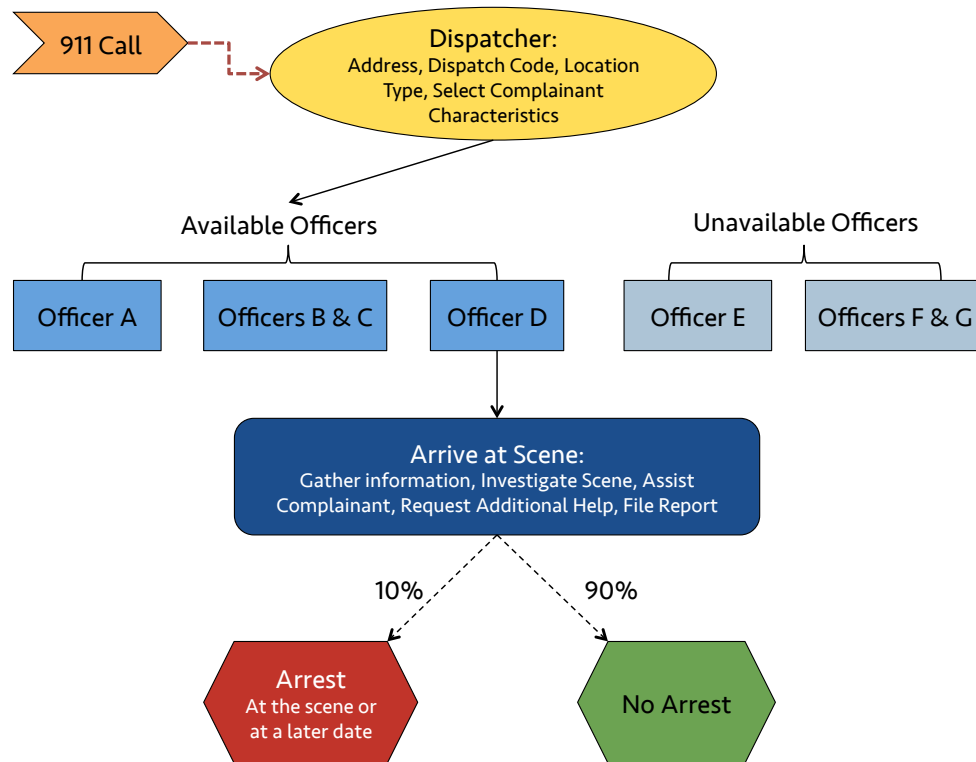 911 Call
Dispatcher:
Address, Dispatch Code, Location
Type, Select Complainant
Characteristics
Available Officers
Unavailable Officers
Officer A
Officers B & C
Officer D
Officer E
Officers F & G
Arrive at Scene:
Gather information, Investigate Scene, Assist
Complainant, Request Additional Help, File Report
10%
90%
Arrest
At the scene or
at a later date
No Arrest